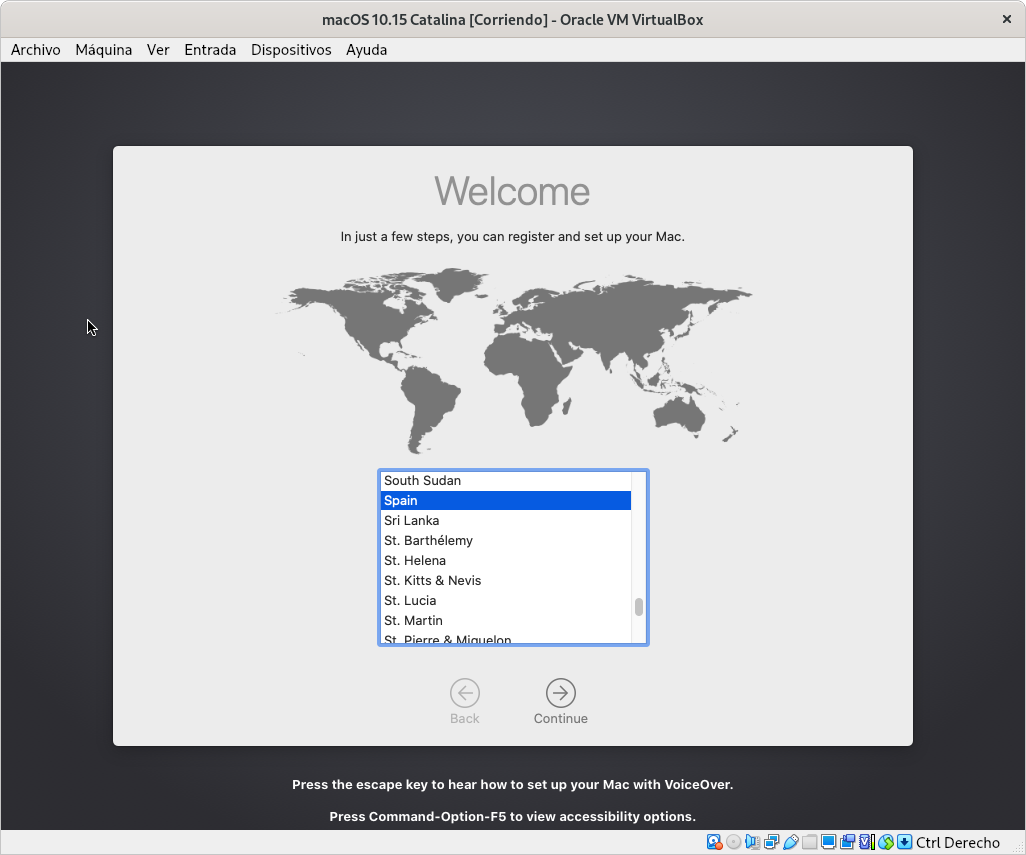 macOS 10.15 Catalina [Corriendo] - Oracle VM VirtualBox
Archivo Máquina Ver Entrada Dispositivos Ayuda
Welcome
In just a few steps, you can register and set up your Mac.
South Sudan
Spain
Sri Lanka
St. Barthélemy
St. Helena
St. Kitts & Nevis
St. Lucia
St. Martin
St. Pierre & Miquelon
Back Continue
Press the escape key to hear how to set up your Mac with VoiceOver.
Press Command-Option-F5 to view accessibility options.
Ctrl Derecho